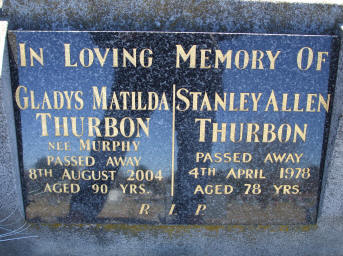 IN LOVING MEMORY OF
GLADYS MATILDA
THURBON
NEE MURPHY
PASSED AWAY
8TH AUGUST 2004
AGED 90 YRS.
STANLEY ALLEN
THURBON
PASSED AWAY
4TH APRIL 1978
AGED 78 YRS.
R I P